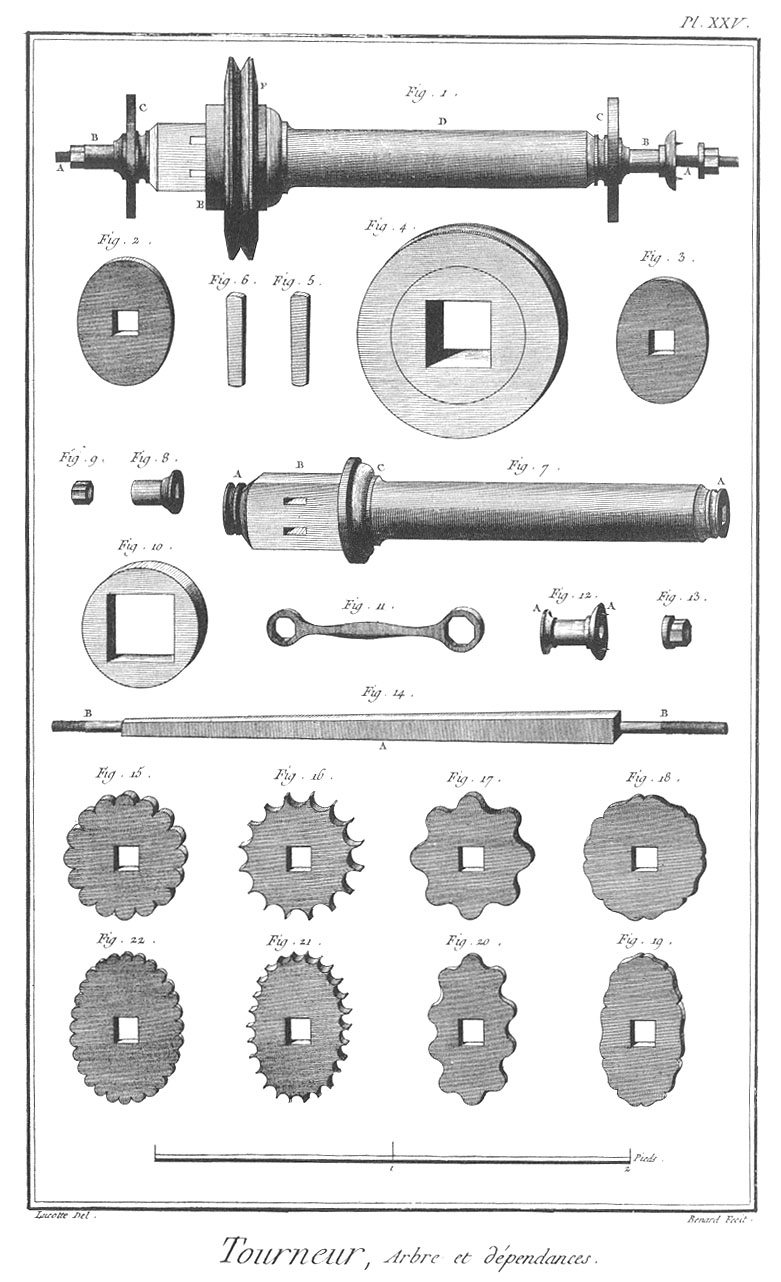 Pl. XXV.
Fig. 1.
A B C E F D C B A
Fig. 2. Fig. 6. Fig. 5. Fig. 4. Fig. 3.
Fig. 9. Fig. 8. Fig. 7.
A B C A
Fig. 10. Fig. 11. Fig. 12. Fig. 13.
A A
Fig. 14.
B A B
Fig. 15. Fig. 16. Fig. 17. Fig. 18.
Fig. 22. Fig. 21. Fig. 20. Fig. 19.
1 2 Pieds.
Lucotte Del. Benard Fecit.
Tourneur, Arbre et dépendances.